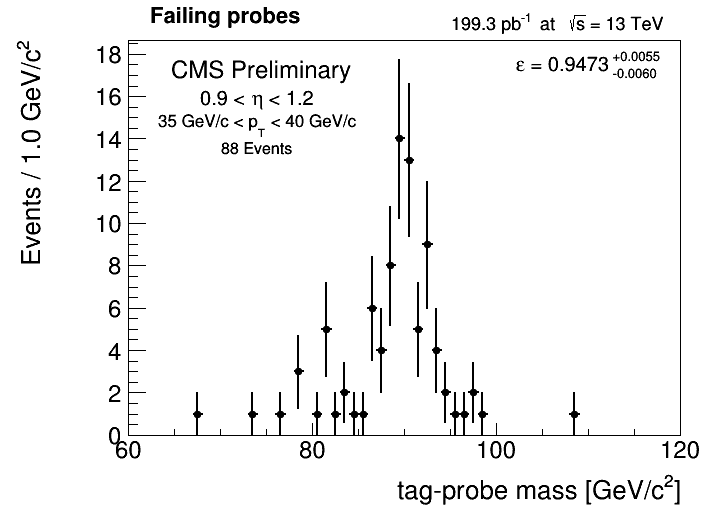 Failing probes
199.3 pb⁻¹ at √s = 13 TeV
CMS Preliminary
ε = 0.9473 +0.0055 -0.0060
0.9 < η < 1.2
35 GeV/c < p_T < 40 GeV/c
88 Events
Events / 1.0 GeV/c²
18
16
14
12
10
8
6
4
2
0
60 80 100 120
tag-probe mass [GeV/c²]